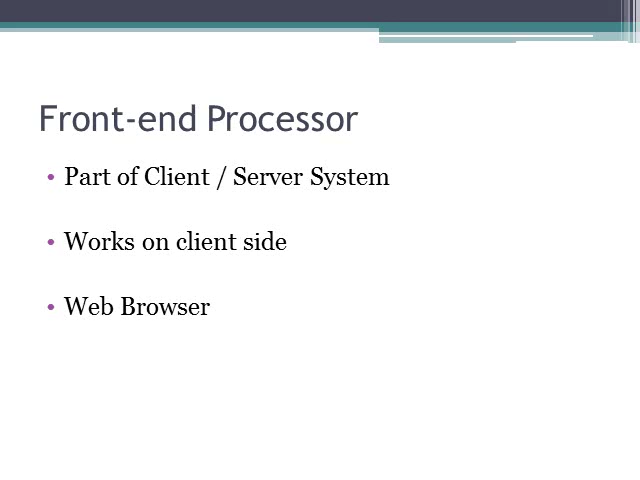 Front-end Processor
• Part of Client / Server System
• Works on client side
• Web Browser